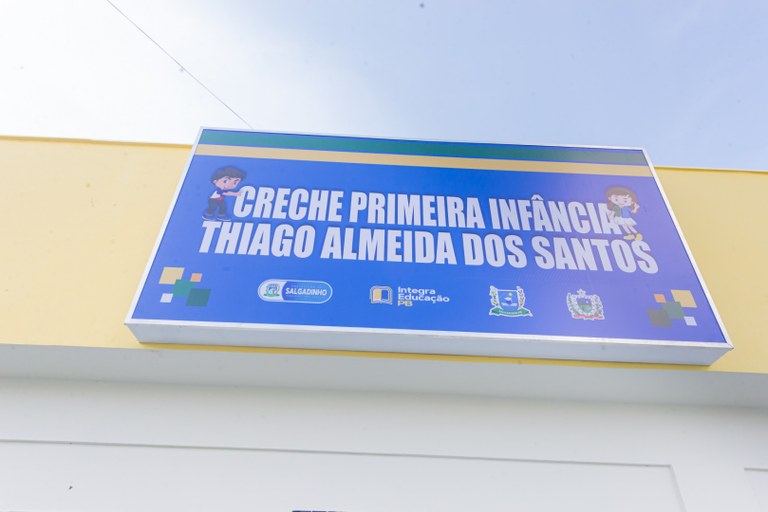 CRECHE PRIMEIRA INFÂNCIA
THIAGO ALMEIDA DOS SANTOS
SALGADINHO
Integra
Educação
PB